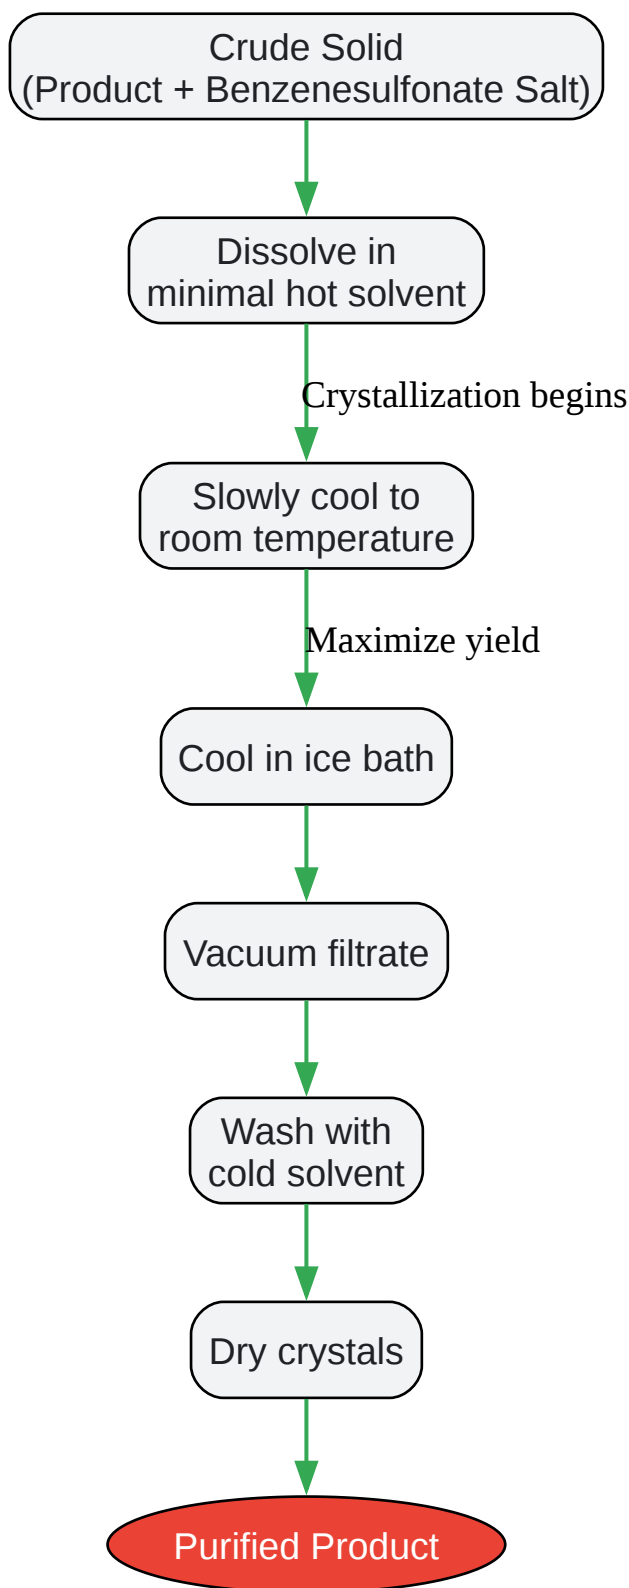 Crude Solid
(Product + Benzenesulfonate Salt)
Dissolve in
minimal hot solvent
Crystallization begins
Slowly cool to
room temperature
Maximize yield
Cool in ice bath
Vacuum filtrate
Wash with
cold solvent
Dry crystals
Purified Product